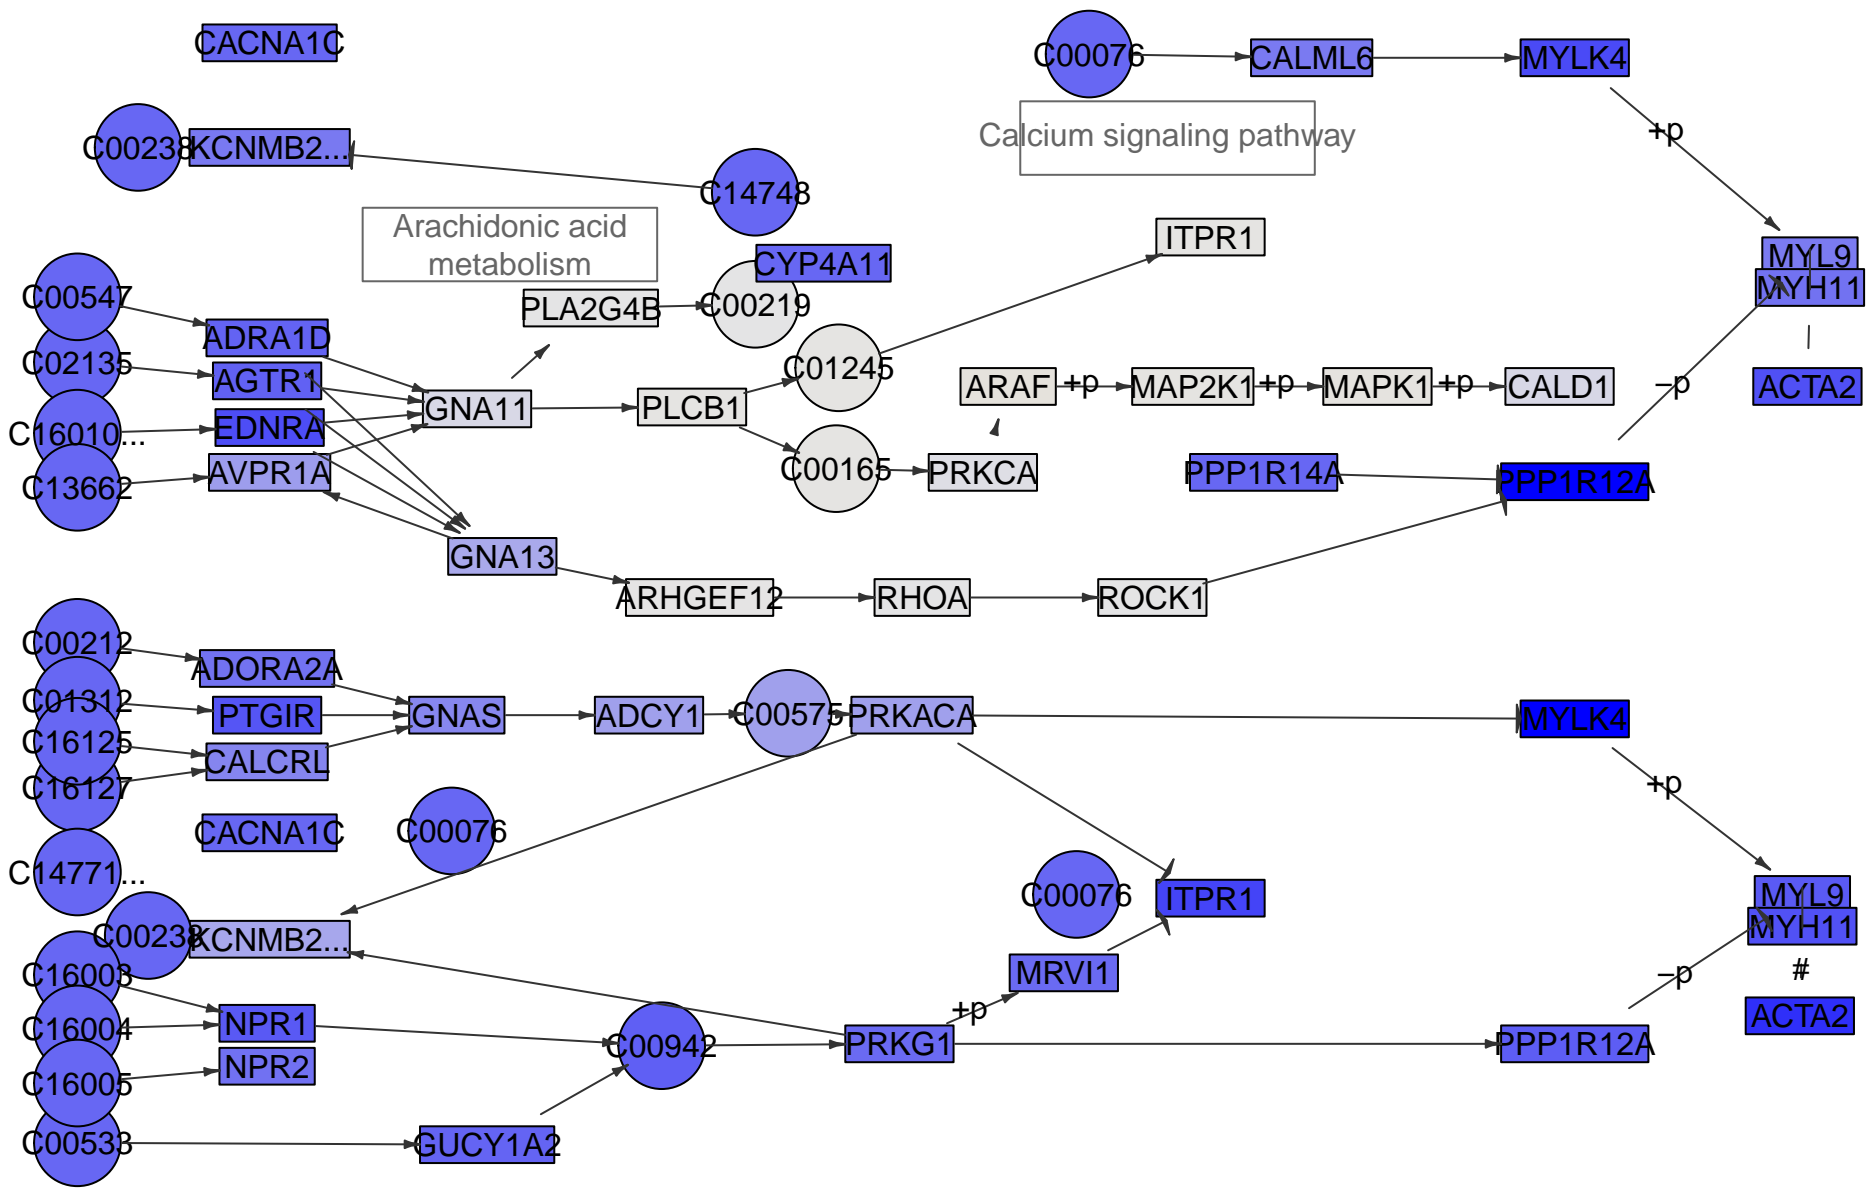 CACNA1C
C00076
CALML6
MYLK4
+p
Calcium signaling pathway
C00238
KCNMB2...
C14748
Arachidonic acid
metabolism
ITPR1
CYP4A11
PLA2G4B
C00219
MYL9
MYH11
C00547
ADRA1D
C02135
AGTR1
C16010...
EDNRA
C13662
AVPR1A
GNA11
PLCB1
C01245
C00165
ARAF
+p
MAP2K1
+p
MAPK1
+p
CALD1
–p
ACTA2
PRKCA
PPP1R14A
PPP1R12A
GNA13
ARHGEF12
RHOA
ROCK1
C00212
ADORA2A
C01312
PTGIR
GNAS
ADCY1
C00575
PRKACA
MYLK4
C16125
CALCRL
C16127
+p
CACNA1C
C00076
C14771...
C00076
ITPR1
MYL9
MYH11
C00238
KCNMB2...
C16003
MRVI1
–p
#
+p
C16004
NPR1
ACTA2
C00942
PRKG1
PPP1R12A
C16005
NPR2
C00533
GUCY1A2